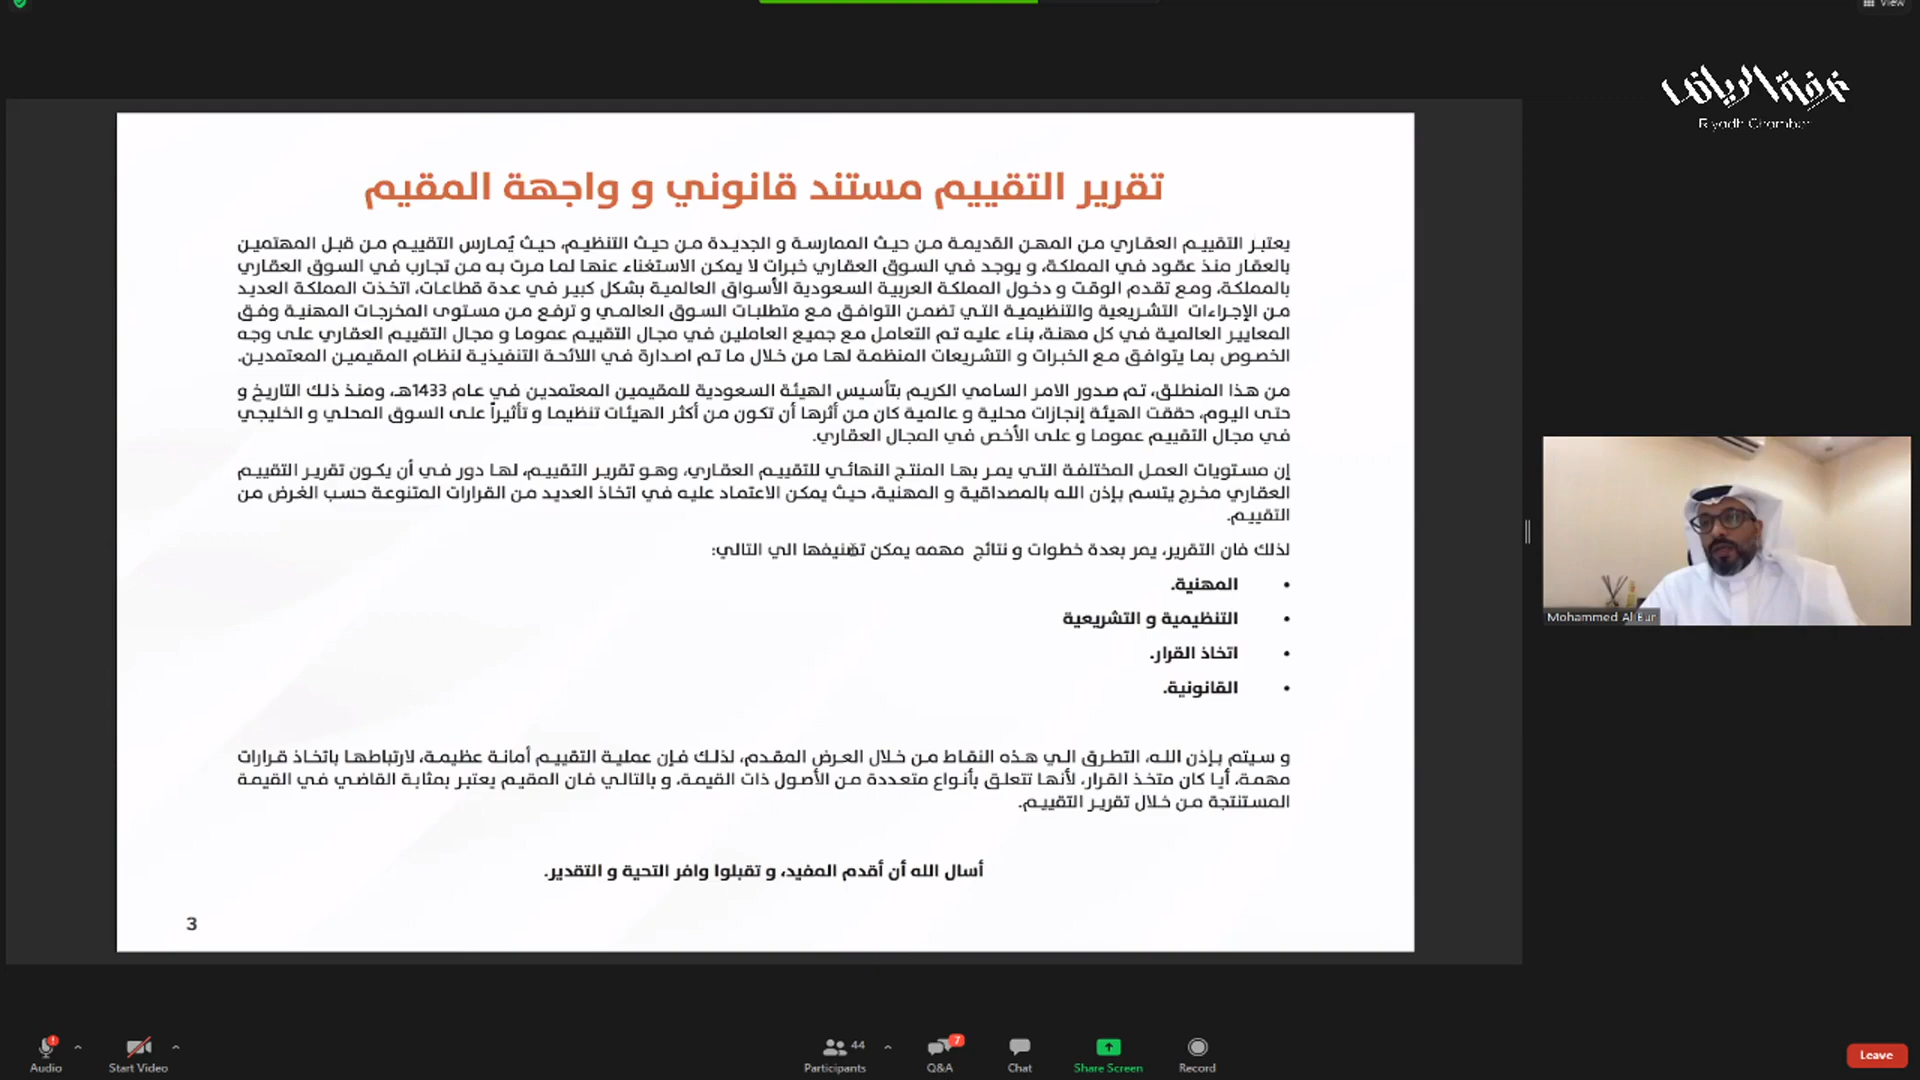 View
غرفة الرياض
Riyadh Chamber
تقرير التقييم مستند قانوني و واجهة المقيم
يعتبر التقييم العقاري من المهن القديمة من حيث الممارسة و الجديدة من حيث التنظيم، حيث يُمارس التقييم من قبل المهتمين
بالعقار منذ عقود في المملكة، و يوجد في السوق العقاري خبرات لا يمكن الاستغناء عنها لما مرت به من تجارب في السوق العقاري
بالمملكة، ومع تقدم الوقت و دخول المملكة العربية السعودية الأسواق العالمية بشكل كبير في عدة قطاعات، اتخذت المملكة العديد
من الإجراءات التشريعية والتنظيمية التي تضمن التوافق مع متطلبات السوق العالمي و ترفع من مستوى المخرجات المهنية وفق
المعايير العالمية في كل مهنة، بناء عليه تم التعامل مع جميع العاملين في مجال التقييم عموما و مجال التقييم العقاري على وجه
الخصوص بما يتوافق مع الخبرات و التشريعات المنظمة لها من خلال ما تم اصدارة في اللائحة التنفيذية لنظام المقيمين المعتمدين.
من هذا المنطلق، تم صدور الامر السامي الكريم بتأسيس الهيئة السعودية للمقيمين المعتمدين في عام 1433هـ، ومنذ ذلك التاريخ و
حتى اليوم، حققت الهيئة إنجازات محلية و عالمية كان من أثرها أن تكون من أكثر الهيئات تنظيما و تأثيراً على السوق المحلي و الخليجي
في مجال التقييم عموما و على الأخص في المجال العقاري.
إن مستويات العمل المختلفة التي يمر بها المنتج النهائي للتقييم العقاري، وهو تقرير التقييم، لها دور في أن يكون تقرير التقييم
العقاري مخرج يتسم بإذن الله بالمصداقية و المهنية، حيث يمكن الاعتماد عليه في اتخاذ العديد من القرارات المتنوعة حسب الغرض من
التقييم.
لذلك فان التقرير، يمر بعدة خطوات و نتائج مهمه يمكن تصنيفها الي التالي:
• المهنية.
• التنظيمية و التشريعية
• اتخاذ القرار.
• القانونية.
و سيتم بإذن الله، التطرق الي هذه النقاط من خلال العرض المقدم، لذلك فإن عملية التقييم أمانة عظيمة، لارتباطها باتخاذ قرارات
مهمة، أيا كان متخذ القرار، لأنها تتعلق بأنواع متعددة من الأصول ذات القيمة، و بالتالي فان المقيم يعتبر بمثابة القاضي في القيمة
المستنتجة من خلال تقرير التقييم.
أسال الله أن أقدم المفيد، و تقبلوا وافر التحية و التقدير.
3
Mohammed Al Eur
Audio
Start Video
44
Participants
7
Q&A
Chat
Share Screen
Record
Leave